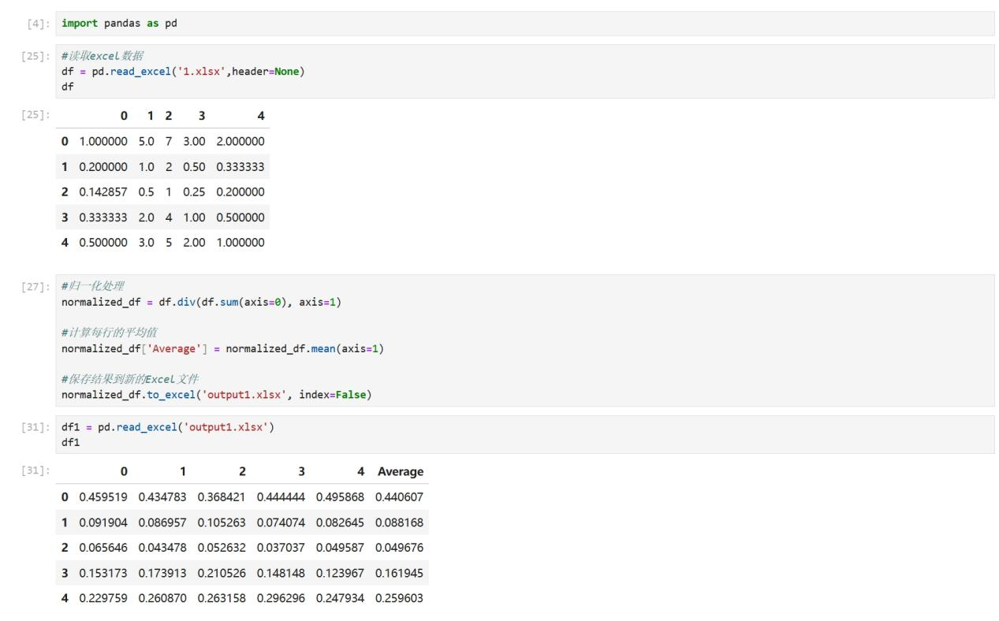 [4]: import pandas as pd
[25]: #读取excel数据
df = pd.read_excel('1.xlsx',header=None)
df
[25]: 0 1 2 3 4
0 1.000000 5.0 7 3.00 2.000000
1 0.200000 1.0 2 0.50 0.333333
2 0.142857 0.5 1 0.25 0.200000
3 0.333333 2.0 4 1.00 0.500000
4 0.500000 3.0 5 2.00 1.000000
[27]: #归一化处理
normalized_df = df.div(df.sum(axis=0), axis=1)
#计算每行的平均值
normalized_df['Average'] = normalized_df.mean(axis=1)
#保存结果到新的Excel文件
normalized_df.to_excel('output1.xlsx', index=False)
[31]: df1 = pd.read_excel('output1.xlsx')
df1
[31]: 0 1 2 3 4 Average
0 0.459519 0.434783 0.368421 0.444444 0.495868 0.440607
1 0.091904 0.086957 0.105263 0.074074 0.082645 0.088168
2 0.065646 0.043478 0.052632 0.037037 0.049587 0.049676
3 0.153173 0.173913 0.210526 0.148148 0.123967 0.161945
4 0.229759 0.260870 0.263158 0.296296 0.247934 0.259603